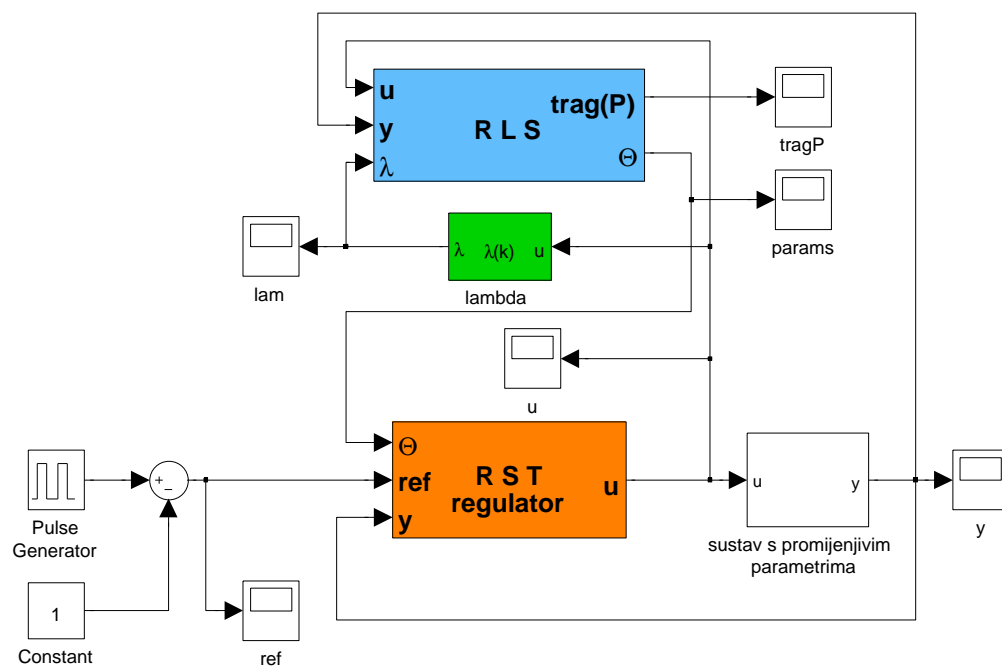 u
trag(P)
y
R L S
λ
Θ
tragP
params
lam
λ
λ(k)
u
lambda
u
Θ
ref
R S T
regulator
u
y
Pulse
Generator
+
−
u
y
sustav s promijenjivim
parametrima
y
1
Constant
ref